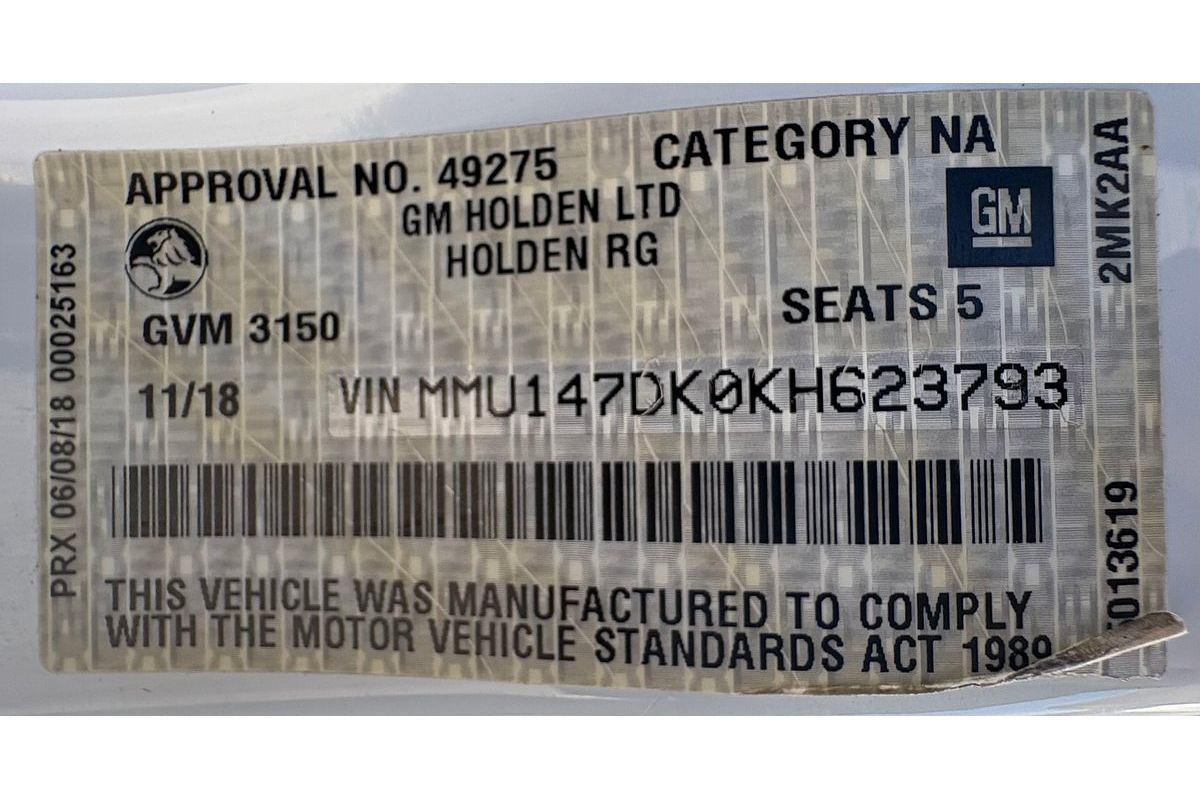 APPROVAL NO. 49275
CATEGORY NA
GM HOLDEN LTD
HOLDEN RG
GM
GVM 3150
SEATS 5
11/18
VIN MMU147DK0KH623793
THIS VEHICLE WAS MANUFACTURED TO COMPLY
WITH THE MOTOR VEHICLE STANDARDS ACT 1989
PRX 06/08/18 00025163
2MK2AA